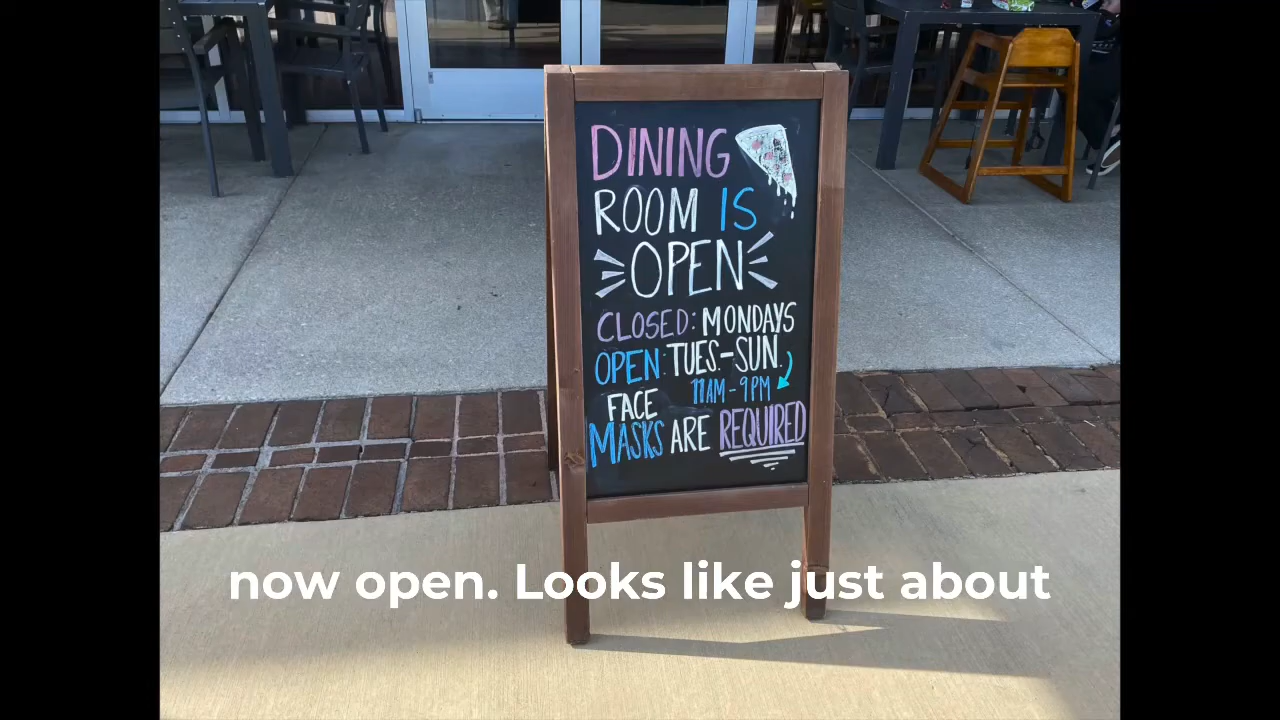 DINING
ROOM IS
OPEN
CLOSED: MONDAYS
OPEN: TUES.-SUN.
11AM-9PM
FACE
MASKS ARE REQUIRED
now open. Looks like just about